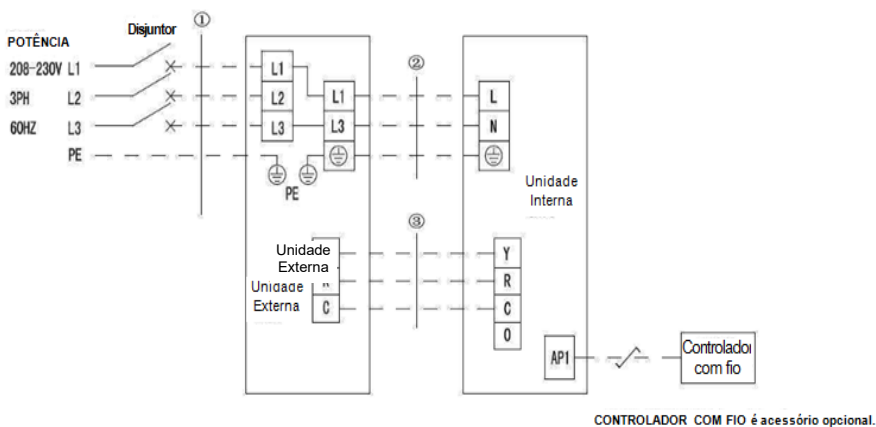 ①
Disjuntor
POTÊNCIA
208-230V L1
3PH L2
60HZ L3
PE
L1
L2
L3
L1
L3
PE
②
L
N
Unidade
Interna
③
Unidade
Externa
Unidade
Externa
C
Y
R
C
O
AP1
Controlador
com fio
CONTROLADOR COM FIO é acessório opcional.